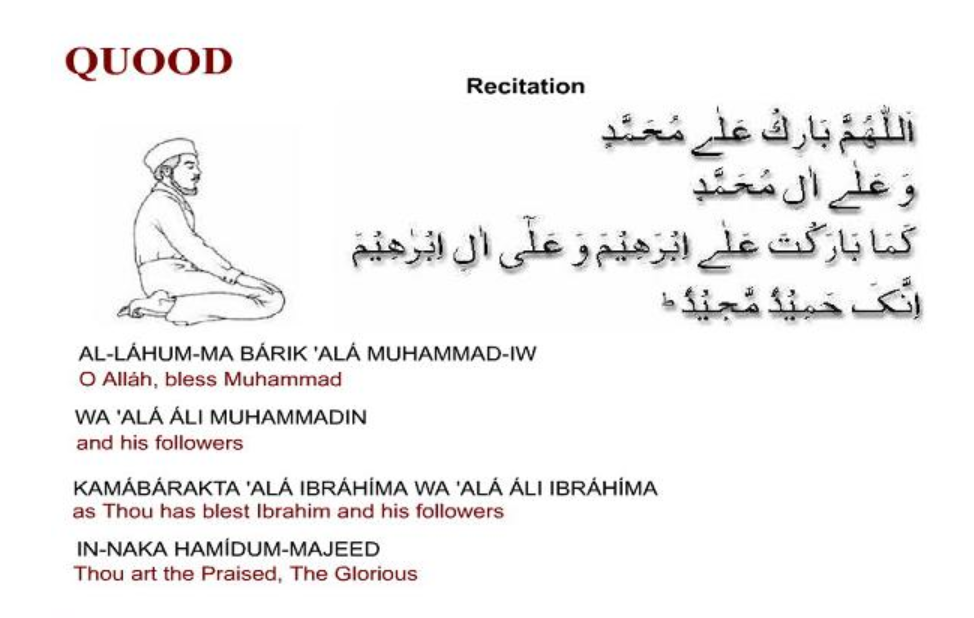 QUOOD
Recitation
اَللّٰهُمَّ بَارِكْ عَلٰے مُحَمَّدٍ
وَ عَلٰے اٰلِ مُحَمَّدٍ
كَمَا بَارَكْتَ عَلٰے اِبْرَهِيْمَ وَ عَلٰٓى اٰلِ اِبْرٰهِيْمَ
اِنَّکَ حَمِيْدٌ مَّجِيْدٌ ؕ
AL-LÁHUM-MA BÁRIK 'ALÁ MUHAMMAD-IW
O Alláh, bless Muhammad
WA 'ALÁ ÁLI MUHAMMADIN
and his followers
KAMÁBÁRAKTA 'ALÁ IBRÁHÍMA WA 'ALÁ ÁLI IBRÁHÍMA
as Thou has blest Ibrahim and his followers
IN-NAKA HAMÍDUM-MAJEED
Thou art the Praised, The Glorious